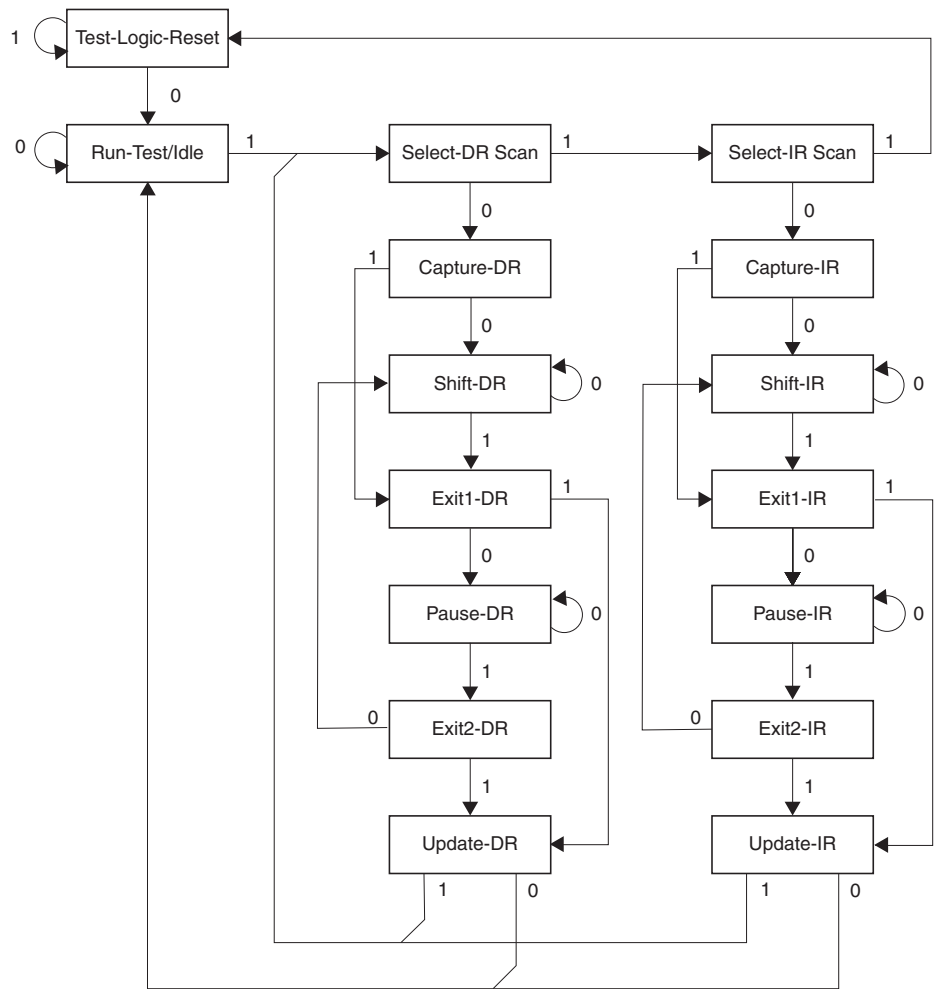 1
Test-Logic-Reset
0
0
Run-Test/Idle
1
Select-DR Scan
1
Select-IR Scan
1
0
0
1
Capture-DR
1
Capture-IR
0
0
Shift-DR
0
Shift-IR
0
1
1
Exit1-DR
1
Exit1-IR
1
0
0
Pause-DR
0
Pause-IR
0
1
1
0
Exit2-DR
0
Exit2-IR
1
1
Update-DR
Update-IR
1
0
1
0